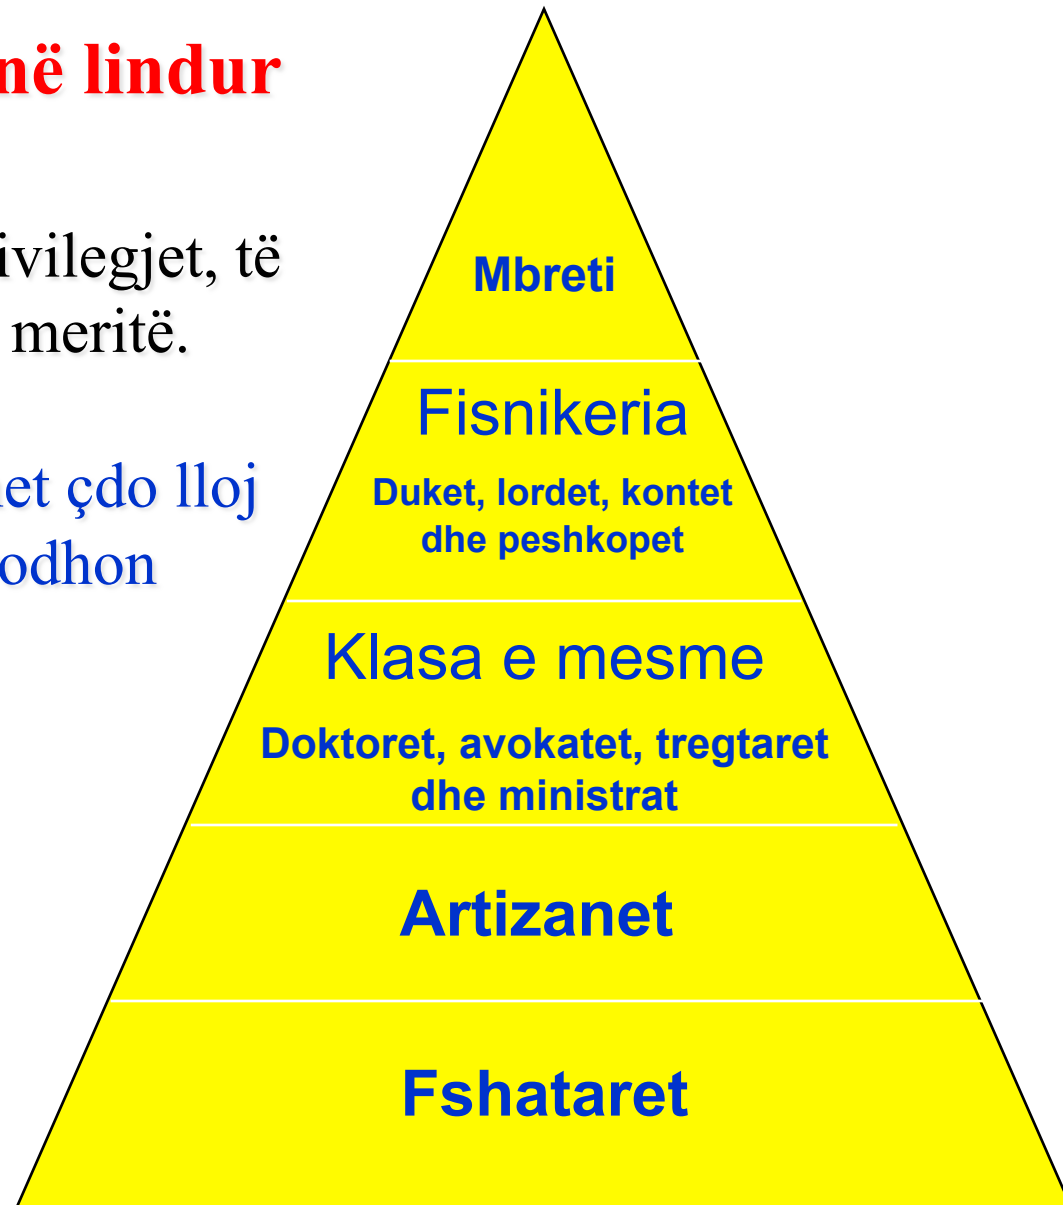 në lindur
ivilegjet, të
meritë.
et çdo lloj
odhon
Mbreti
Fisnikeria
Duket, lordet, kontet
dhe peshkopet
Klasa e mesme
Doktoret, avokatet, tregtaret
dhe ministrat
Artizanet
Fshataret